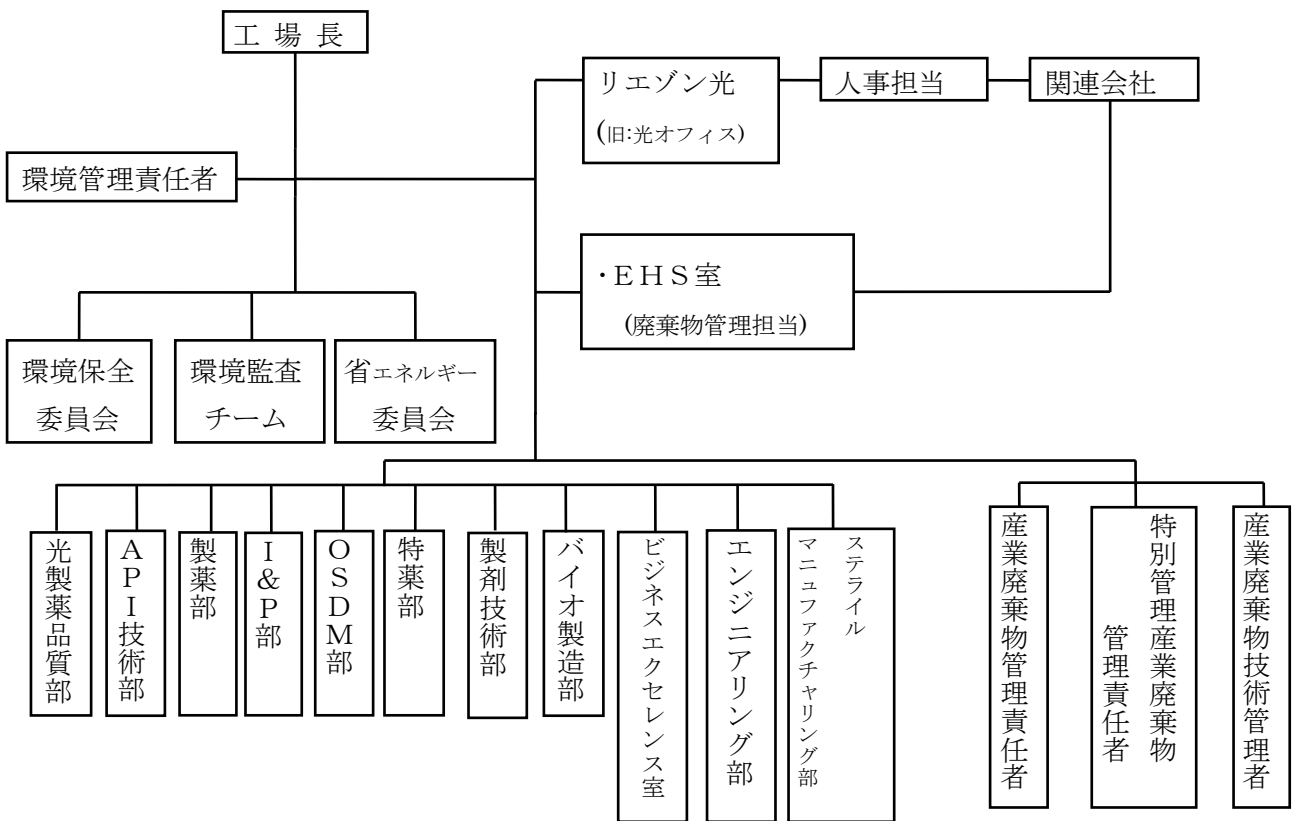 工 場 長
リエゾン光
(旧:光オフィス)
人事担当
関連会社
環境管理責任者
・EHS室
(廃棄物管理担当)
環境保全
委員会
環境監査
チーム
省エネルギー
委員会
光製薬品質部
API技術部
製薬部
I&P部
OSDM部
特薬部
製剤技術部
バイオ製造部
ビジネスエクセレンス室
エンジニアリング部
ステライル
マニュファクチャリング部
産業廃棄物管理責任者
特別管理産業廃棄物
管理責任者
産業廃棄物技術管理者